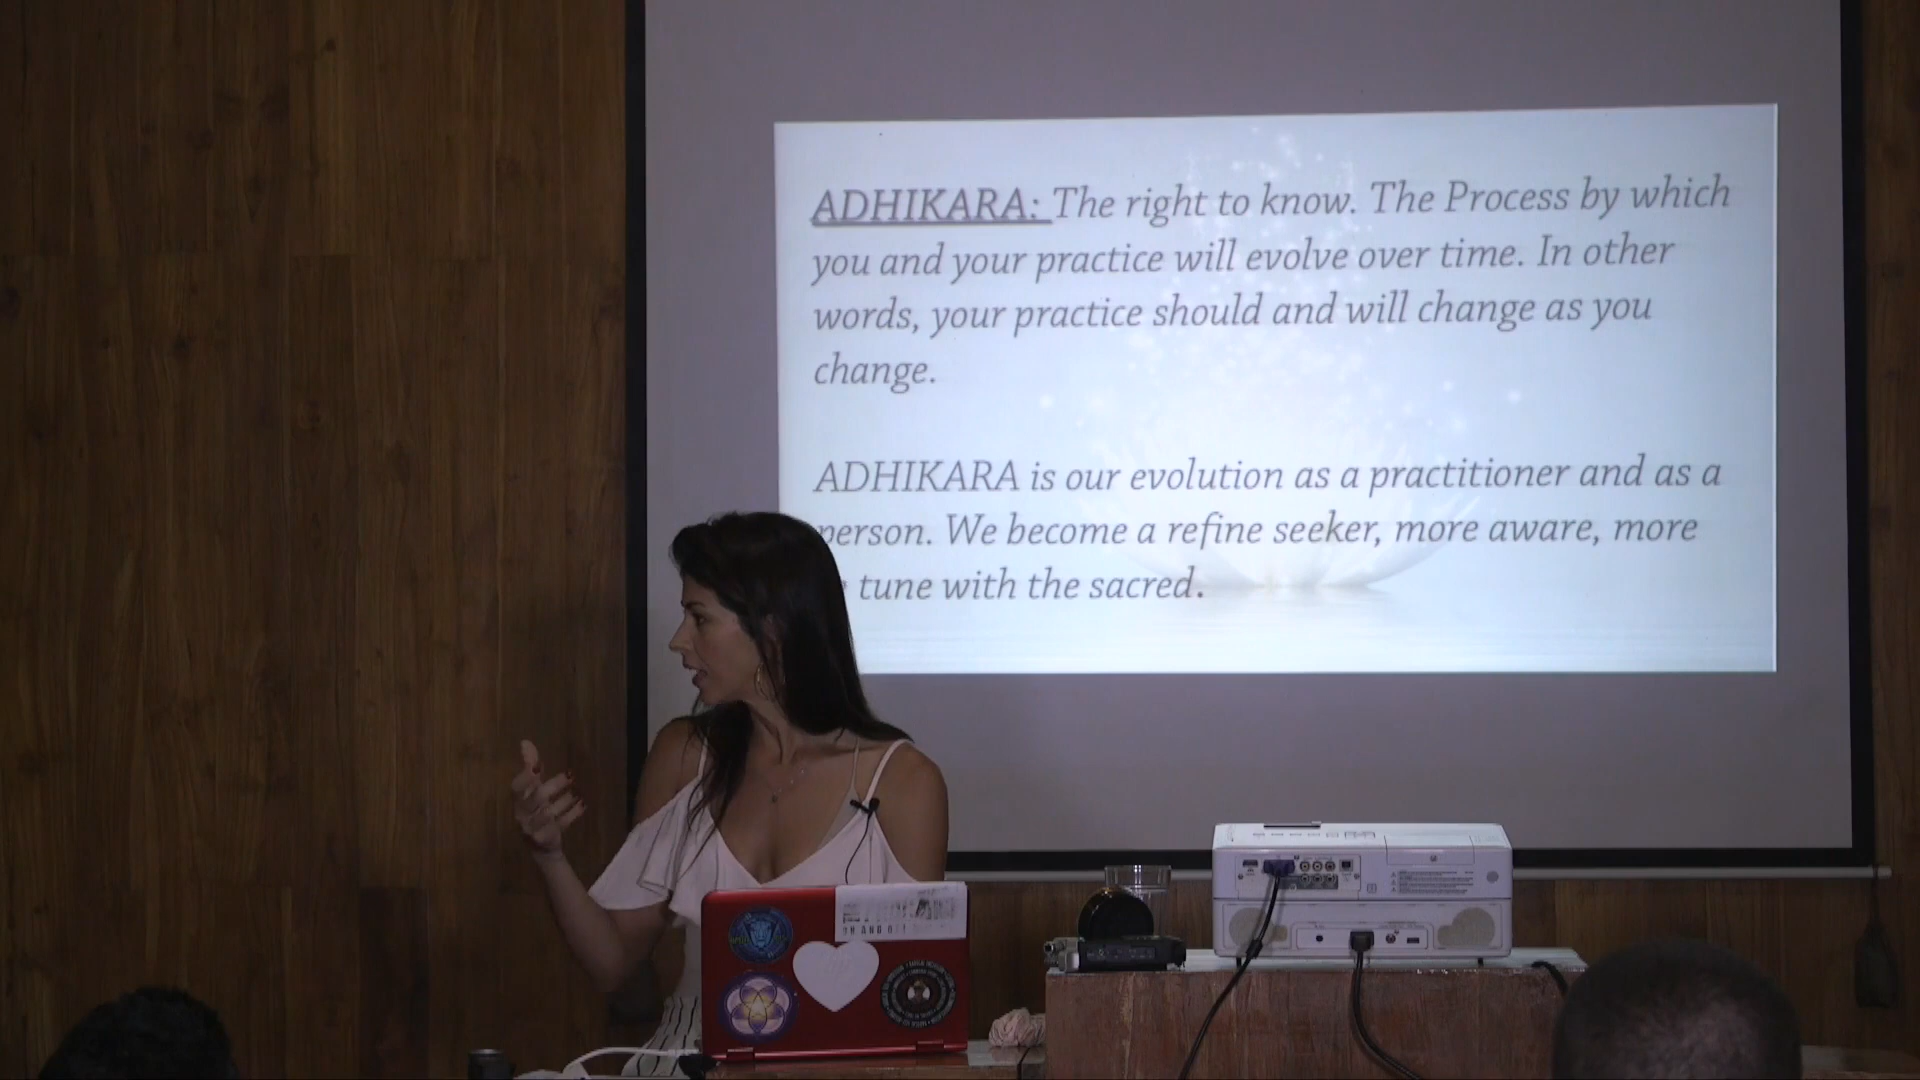 ADHIKARA: The right to know. The Process by which
you and your practice will evolve over time. In other
words, your practice should and will change as you
change.
ADHIKARA is our evolution as a practitioner and as a
person. We become a refine seeker, more aware, more
tune with the sacred.